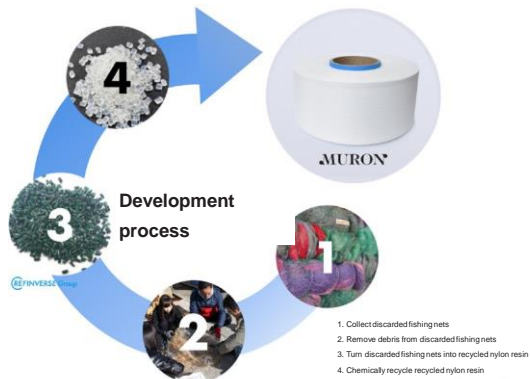 4
MURON
Development
process
3
REFINVERSE Group
1
2
1. Collect discarded fishing nets
2. Remove debris from discarded fishing nets
3. Turn discarded fishing nets into recycled nylon resin
4. Chemically recycle recycled nylon resin